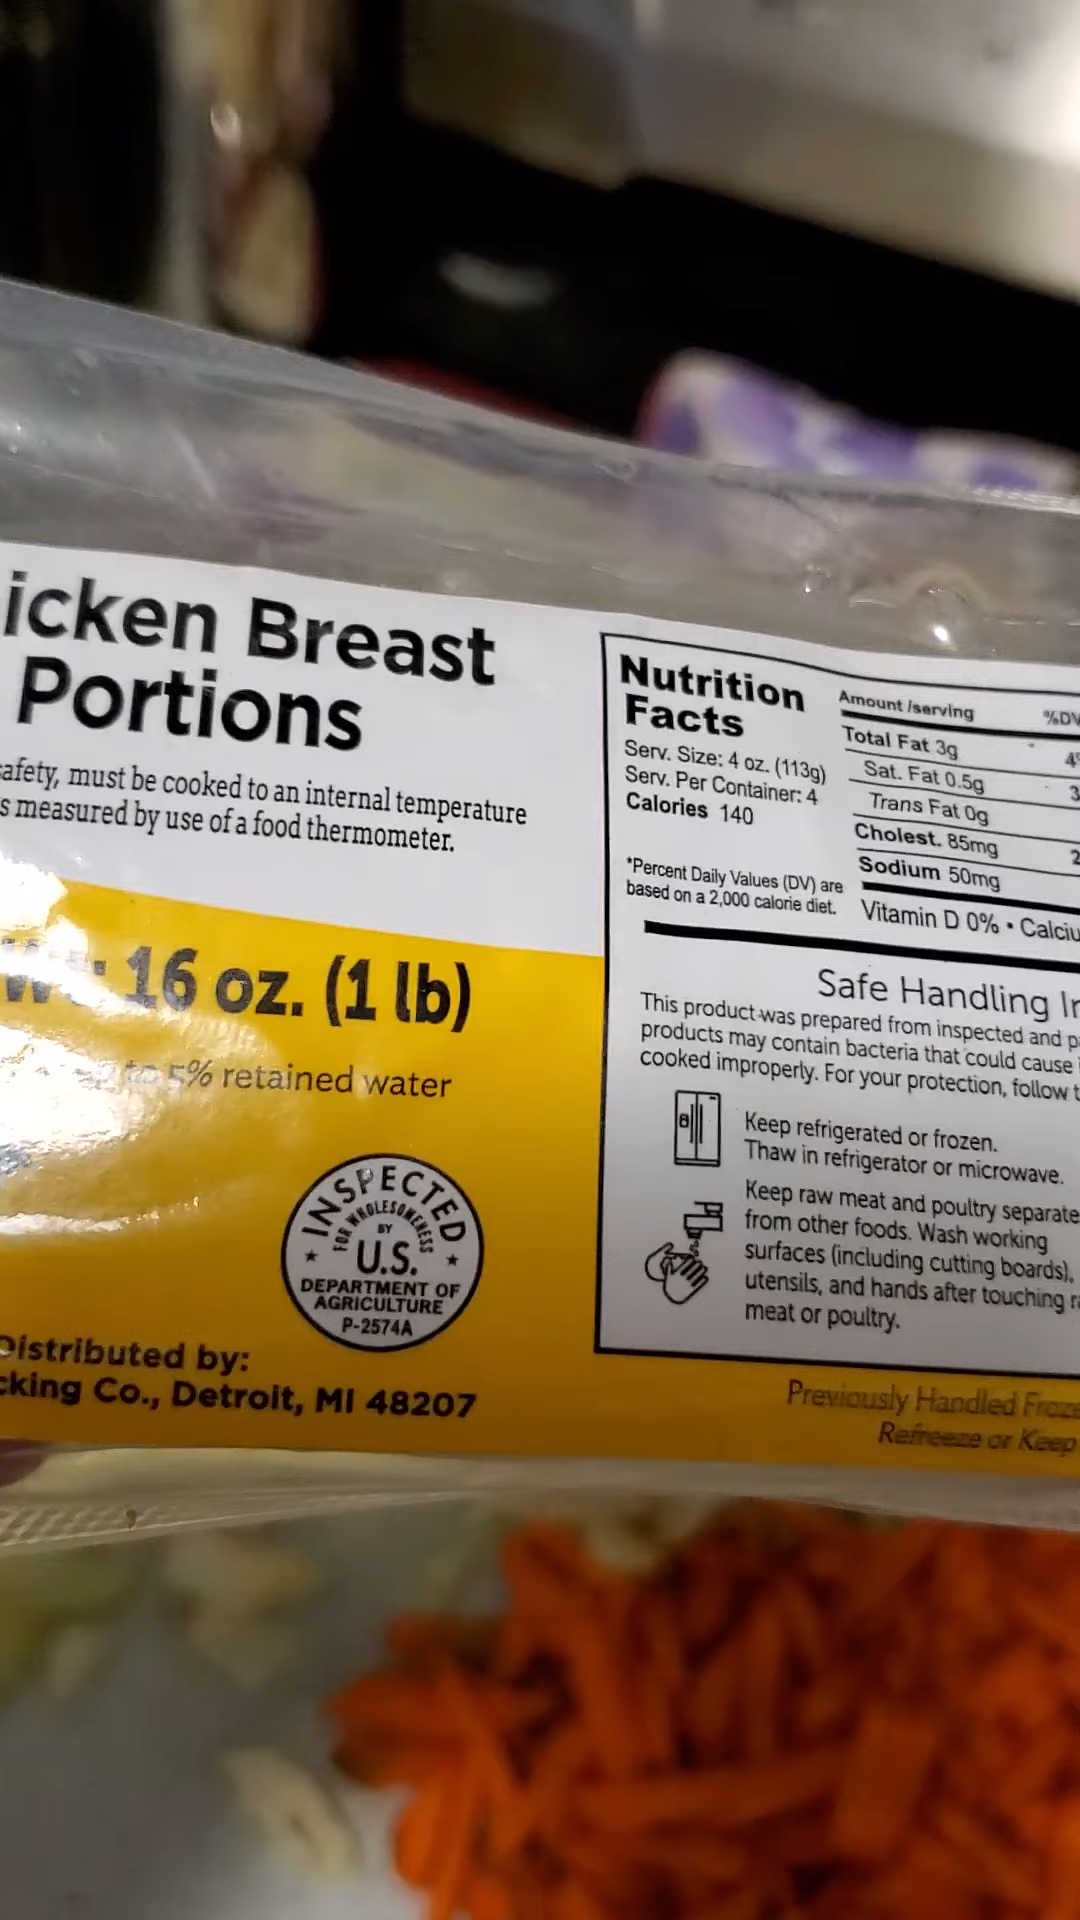 icken Breast
Portions
safety, must be cooked to an internal temperature
s measured by use of a food thermometer.
16 oz. (1 lb)
to 5% retained water
INSPECTED
FOR WHOLESOMENESS
BY
U.S.
DEPARTMENT OF
AGRICULTURE
P-2574A
Distributed by:
cking Co., Detroit, MI 48207
Nutrition
Facts
Serv. Size: 4 oz. (113g)
Serv. Per Container: 4
Calories 140
*Percent Daily Values (DV) are
based on a 2,000 calorie diet.
Amount /serving %DV
Total Fat 3g 4
Sat. Fat 0.5g 3
Trans Fat 0g
Cholest. 85mg 2
Sodium 50mg
Vitamin D 0% • Calciu
Safe Handling In
This product was prepared from inspected and p
products may contain bacteria that could cause
cooked improperly. For your protection, follow t
Keep refrigerated or frozen.
Thaw in refrigerator or microwave.
Keep raw meat and poultry separate
from other foods. Wash working
surfaces (including cutting boards),
utensils, and hands after touching ra
meat or poultry.
Previously Handled Froze
Refreeze or Keep